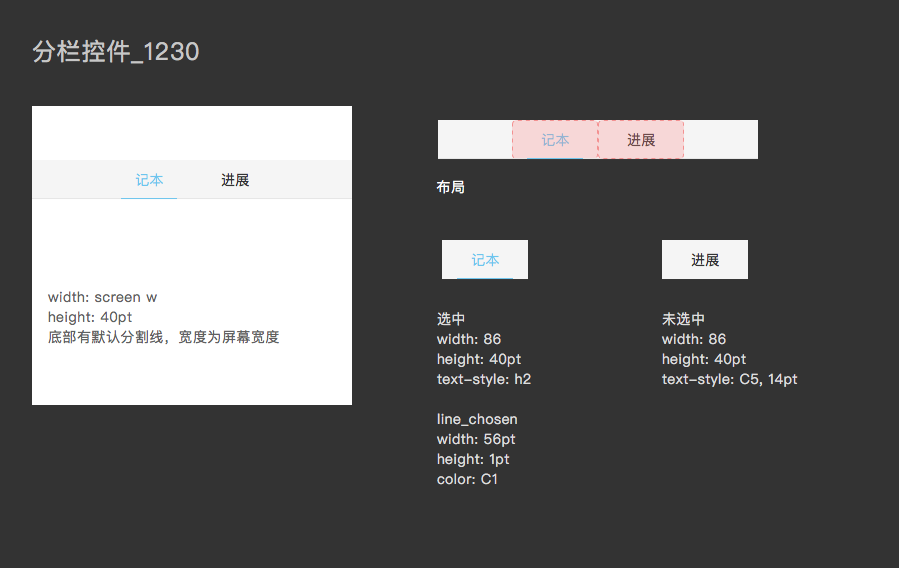 分栏控件_1230
记本 进展
width: screen w
height: 40pt
底部有默认分割线，宽度为屏幕宽度
记本 进展
布局
记本
选中
width: 86
height: 40pt
text-style: h2
line_chosen
width: 56pt
height: 1pt
color: C1
进展
未选中
width: 86
height: 40pt
text-style: C5, 14pt